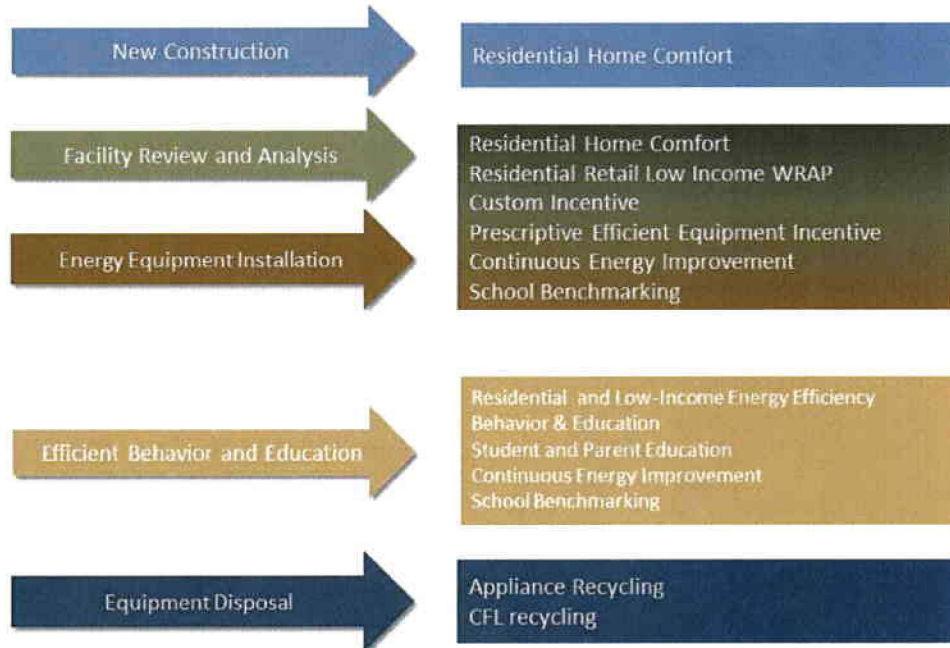 New Construction
Residential Home Comfort
Facility Review and Analysis
Energy Equipment Installation
Residential Home Comfort
Residential Retail Low Income WRAP
Custom Incentive
Prescriptive Efficient Equipment Incentive
Continuous Energy Improvement
School Benchmarking
Efficient Behavior and Education
Residential and Low-Income Energy Efficiency
Behavior & Education
Student and Parent Education
Continuous Energy Improvement
School Benchmarking
Equipment Disposal
Appliance Recycling
CFL recycling